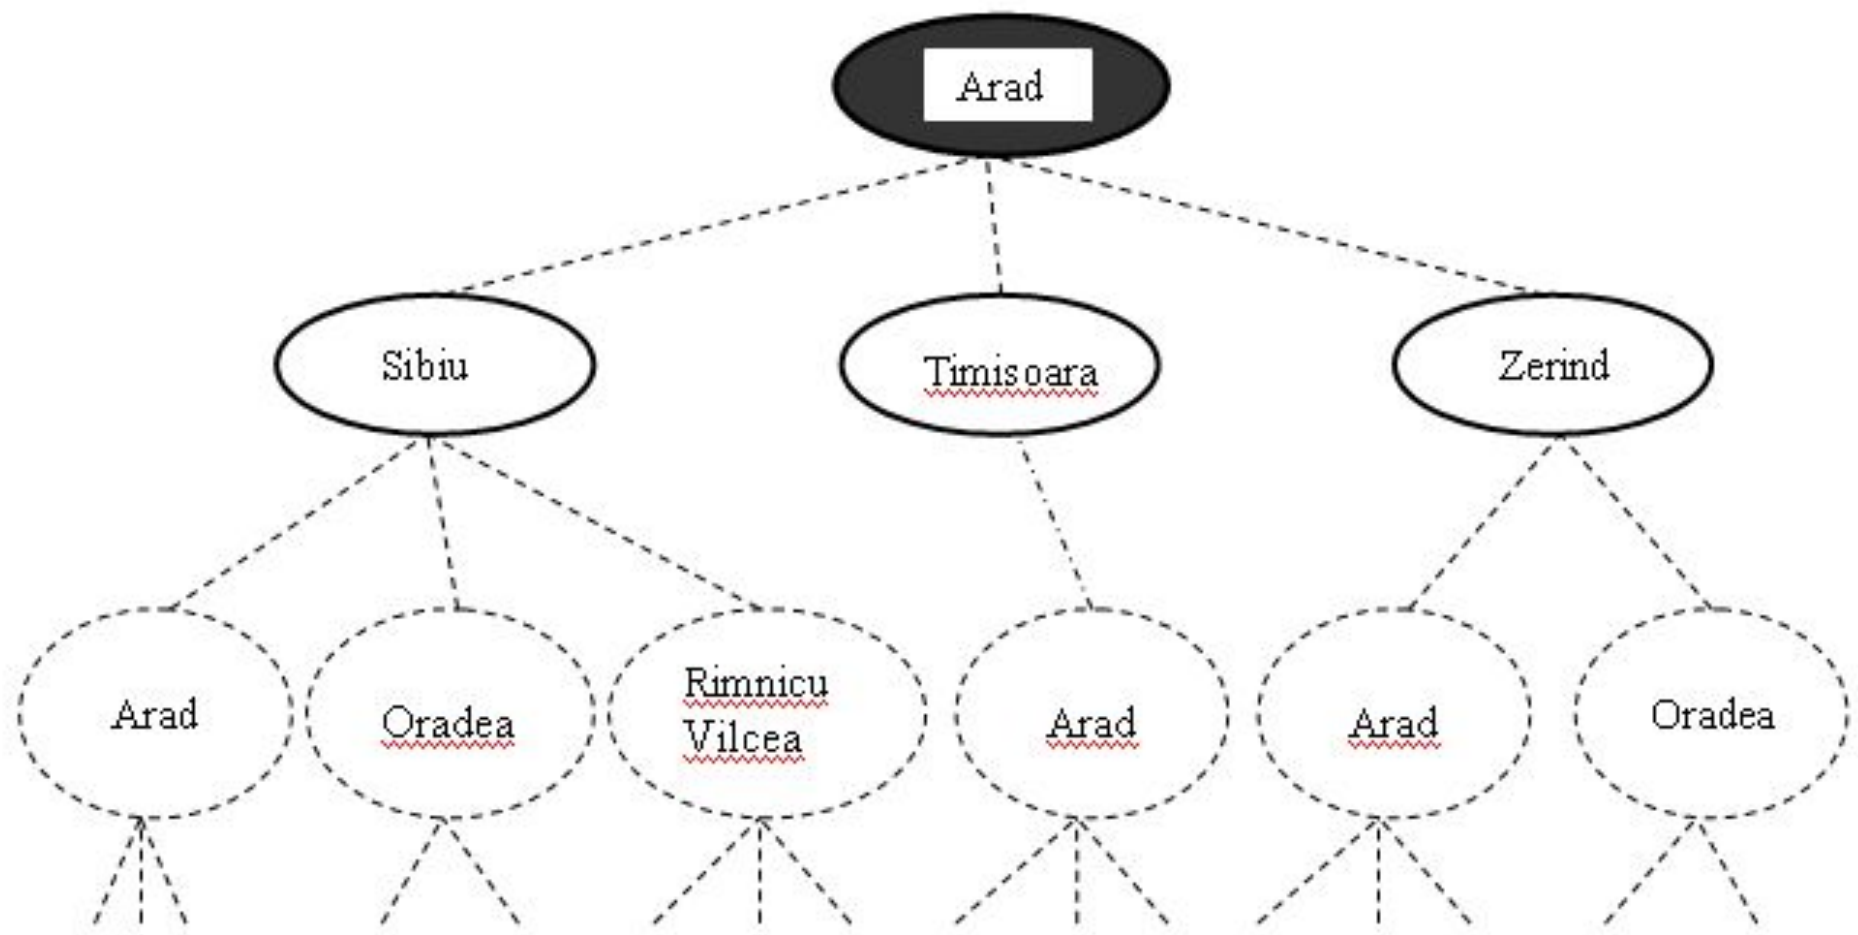 Arad
Sibiu
Timisoara
Zerind
Arad
Oradea
Rimnicu
Vilcea
Arad
Arad
Oradea